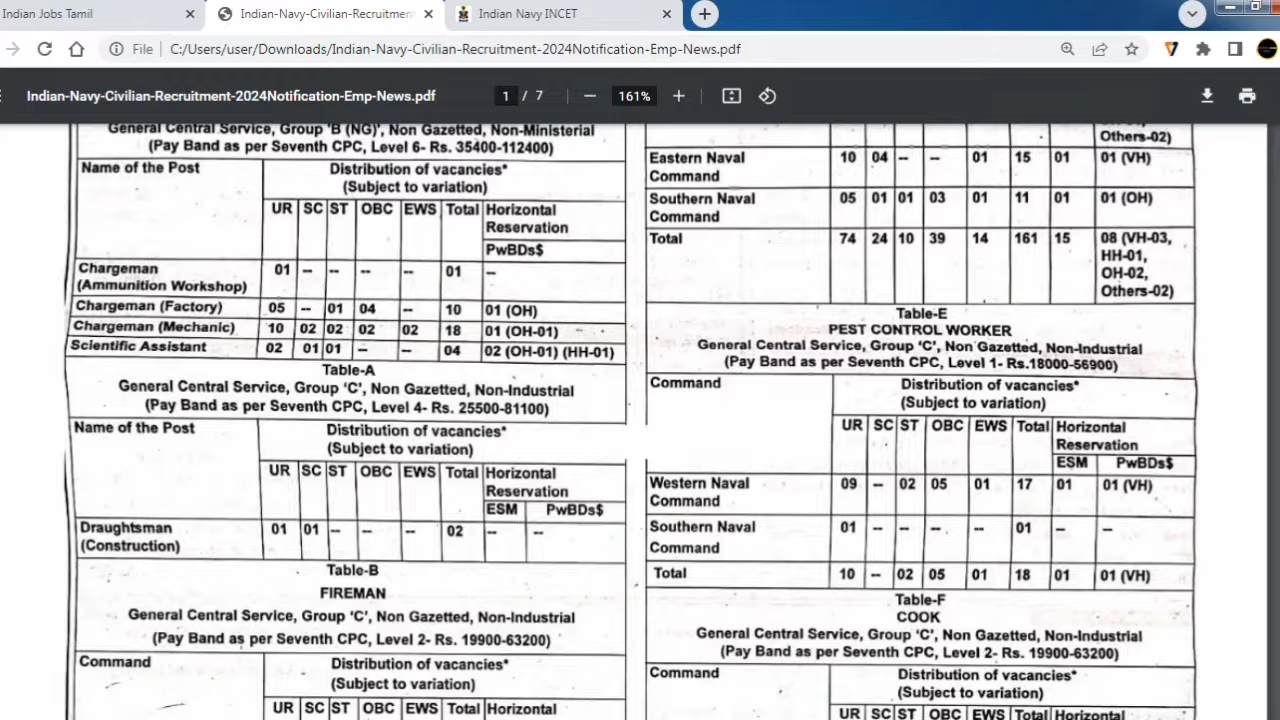 Indian Jobs Tamil
Indian-Navy-Civilian-Recruitment
Indian Navy INCET
File
C:/Users/user/Downloads/Indian-Navy-Civilian-Recruitment-2024Notification-Emp-News.pdf
Indian-Navy-Civilian-Recruitment-2024Notification-Emp-News.pdf
1 / 7
161%
General Central Service, Group 'B (NG)', Non Gazetted, Non-Ministerial
(Pay Band as per Seventh CPC, Level 6- Rs. 35400-112400)
Name of the Post Distribution of vacancies*
(Subject to variation)
UR SC ST OBC EWS Total Horizontal
Reservation
PwBDs$
Chargeman 01 -- -- -- -- 01 --
(Ammunition Workshop)
Chargeman (Factory) 05 -- 01 04 -- 10 01 (OH)
Chargeman (Mechanic) 10 02 02 02 02 18 01 (OH-01)
Scientific Assistant 02 01 01 -- -- 04 02 (OH-01) (HH-01)
Table-A
General Central Service, Group 'C', Non Gazetted, Non-Industrial
(Pay Band as per Seventh CPC, Level 4- Rs. 25500-81100)
Name of the Post Distribution of vacancies*
(Subject to variation)
UR SC ST OBC EWS Total Horizontal
Reservation
ESM PwBDs$
Draughtsman 01 01 -- -- -- 02 -- --
(Construction)
Table-B
FIREMAN
General Central Service, Group 'C', Non Gazetted, Non-Industrial
(Pay Band as per Seventh CPC, Level 2- Rs. 19900-63200)
Command Distribution of vacancies*
(Subject to variation)
UR SC ST OBC EWS Total Horizontal
Others-02)
Eastern Naval 10 04 -- -- 01 15 01 01 (VH)
Command
Southern Naval 05 01 01 03 01 11 01 01 (OH)
Command
Total 74 24 10 39 14 161 15 08 (VH-03,
HH-01,
OH-02,
Others-02)
Table-E
PEST CONTROL WORKER
General Central Service, Group 'C', Non Gazetted, Non-Industrial
(Pay Band as per Seventh CPC, Level 1- Rs.18000-56900)
Command Distribution of vacancies*
(Subject to variation)
UR SC ST OBC EWS Total Horizontal
Reservation
ESM PwBDs$
Western Naval 09 -- 02 05 01 17 01 01 (VH)
Command
Southern Naval 01 -- -- -- -- 01 -- --
Command
Total 10 -- 02 05 01 18 01 01 (VH)
Table-F
COOK
General Central Service, Group 'C', Non Gazetted, Non-Industrial
(Pay Band as per Seventh CPC, Level 2- Rs. 19900-63200)
Command Distribution of vacancies*
(Subject to variation)
UR SC ST OBC EWS Total Horizontal